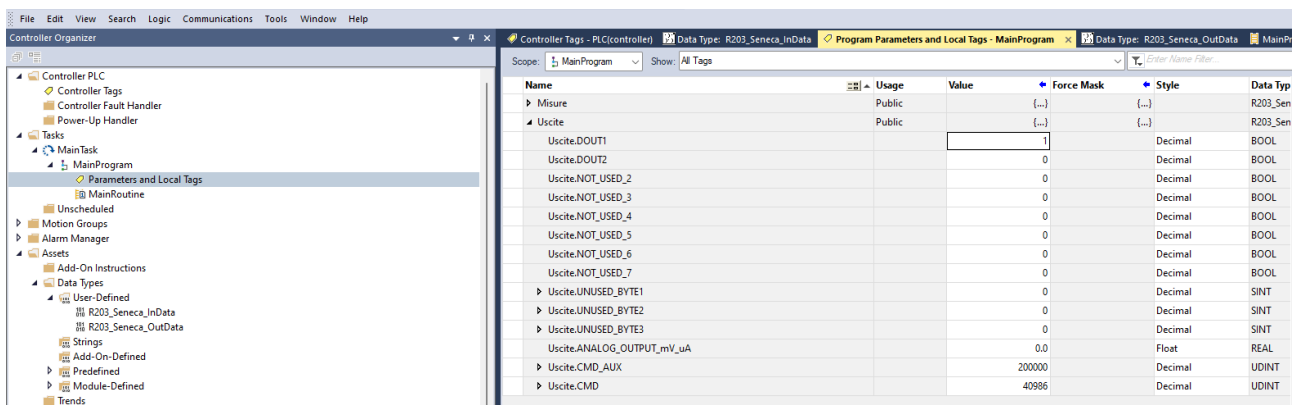 File Edit View Search Logic Communications Tools Window Help
Controller Organizer
Controller Tags - PLC(controller) Data Type: R203_Seneca_InData Program Parameters and Local Tags - MainProgram × Data Type: R203_Seneca_OutData MainPr
Scope: MainProgram Show: All Tags Enter Name Filter...
Controller PLC
Controller Tags
Controller Fault Handler
Power-Up Handler
Tasks
MainTask
MainProgram
Parameters and Local Tags
MainRoutine
Unscheduled
Motion Groups
Alarm Manager
Assets
Add-On Instructions
Data Types
User-Defined
R203_Seneca_InData
R203_Seneca_OutData
Strings
Add-On-Defined
Predefined
Module-Defined
Trends
Name Usage Value Force Mask Style Data Typ
Misure Public {...} {...} R203_Sen
Uscite Public {...} {...} R203_Sen
Uscite.DOUT1 1 Decimal BOOL
Uscite.DOUT2 0 Decimal BOOL
Uscite.NOT_USED_2 0 Decimal BOOL
Uscite.NOT_USED_3 0 Decimal BOOL
Uscite.NOT_USED_4 0 Decimal BOOL
Uscite.NOT_USED_5 0 Decimal BOOL
Uscite.NOT_USED_6 0 Decimal BOOL
Uscite.NOT_USED_7 0 Decimal BOOL
Uscite.UNUSED_BYTE1 0 Decimal SINT
Uscite.UNUSED_BYTE2 0 Decimal SINT
Uscite.UNUSED_BYTE3 0 Decimal SINT
Uscite.ANALOG_OUTPUT_mV_uA 0.0 Float REAL
Uscite.CMD_AUX 200000 Decimal UDINT
Uscite.CMD 40986 Decimal UDINT